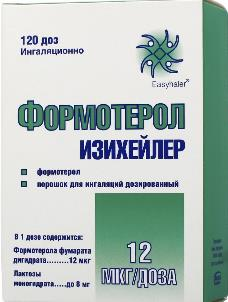 120 доз
Ингаляционно
Easyhaler®
ФОРМОТЕРОЛ
ИЗИХЕЙЛЕР
формотерол
порошок для ингаляций дозированный
В 1 дозе содержится:
Формотерола фумарата
дигидрата..........12 мкг
Лактозы
моногидрата.....до 8 мг
12
МКГ/ДОЗА